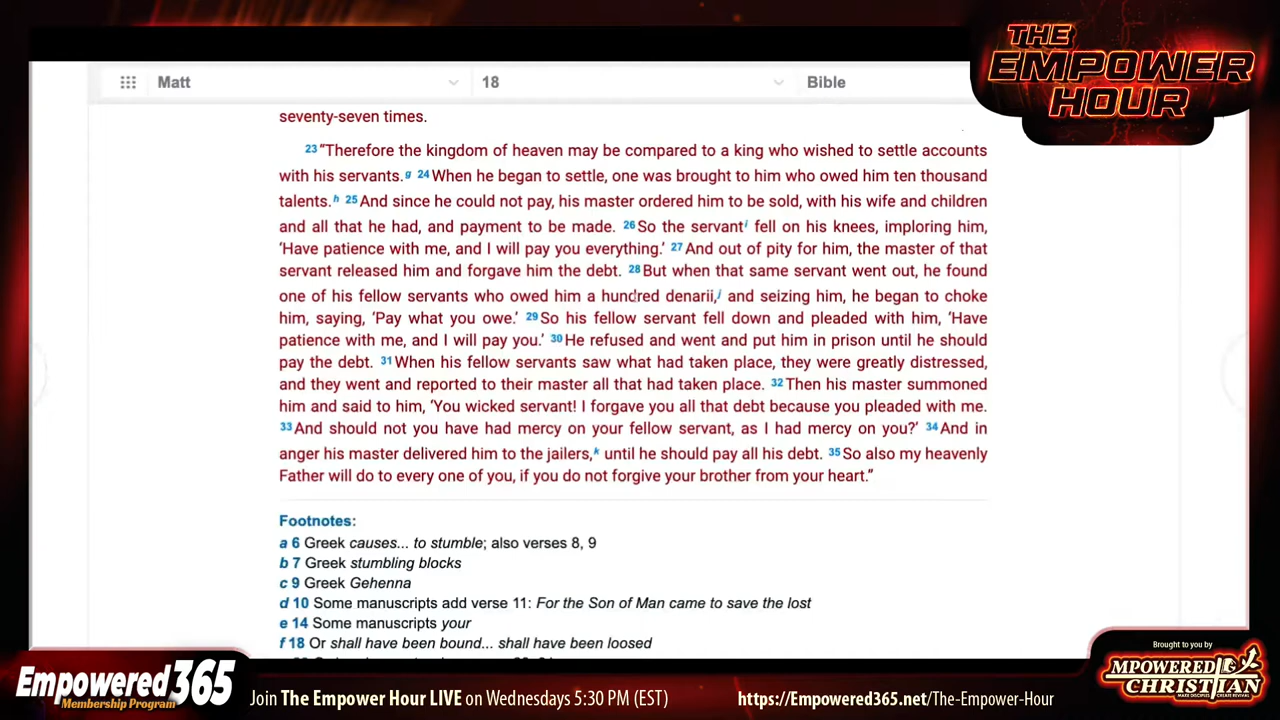 THE
EMPOWER
HOUR
Matt
18
Bible
seventy-seven times.
23 “Therefore the kingdom of heaven may be compared to a king who wished to settle accounts
with his servants.g 24 When he began to settle, one was brought to him who owed him ten thousand
talents.h 25 And since he could not pay, his master ordered him to be sold, with his wife and children
and all that he had, and payment to be made. 26 So the servanti fell on his knees, imploring him,
‘Have patience with me, and I will pay you everything.’ 27 And out of pity for him, the master of that
servant released him and forgave him the debt. 28 But when that same servant went out, he found
one of his fellow servants who owed him a hundred denarii,j and seizing him, he began to choke
him, saying, ‘Pay what you owe.’ 29 So his fellow servant fell down and pleaded with him, ‘Have
patience with me, and I will pay you.’ 30 He refused and went and put him in prison until he should
pay the debt. 31 When his fellow servants saw what had taken place, they were greatly distressed,
and they went and reported to their master all that had taken place. 32 Then his master summoned
him and said to him, ‘You wicked servant! I forgave you all that debt because you pleaded with me.
33 And should not you have had mercy on your fellow servant, as I had mercy on you?’ 34 And in
anger his master delivered him to the jailers,k until he should pay all his debt. 35 So also my heavenly
Father will do to every one of you, if you do not forgive your brother from your heart.”
Footnotes:
a 6 Greek causes... to stumble; also verses 8, 9
b 7 Greek stumbling blocks
c 9 Greek Gehenna
d 10 Some manuscripts add verse 11: For the Son of Man came to save the lost
e 14 Some manuscripts your
f 18 Or shall have been bound... shall have been loosed
Empowered365
Membership Program
Join The Empower Hour LIVE on Wednesdays 5:30 PM (EST)
https://Empowered365.net/The-Empower-Hour
Brought to you by
MPOWERED
CHRISTIAN
MAKE DISCIPLES CREATE REVIVAL